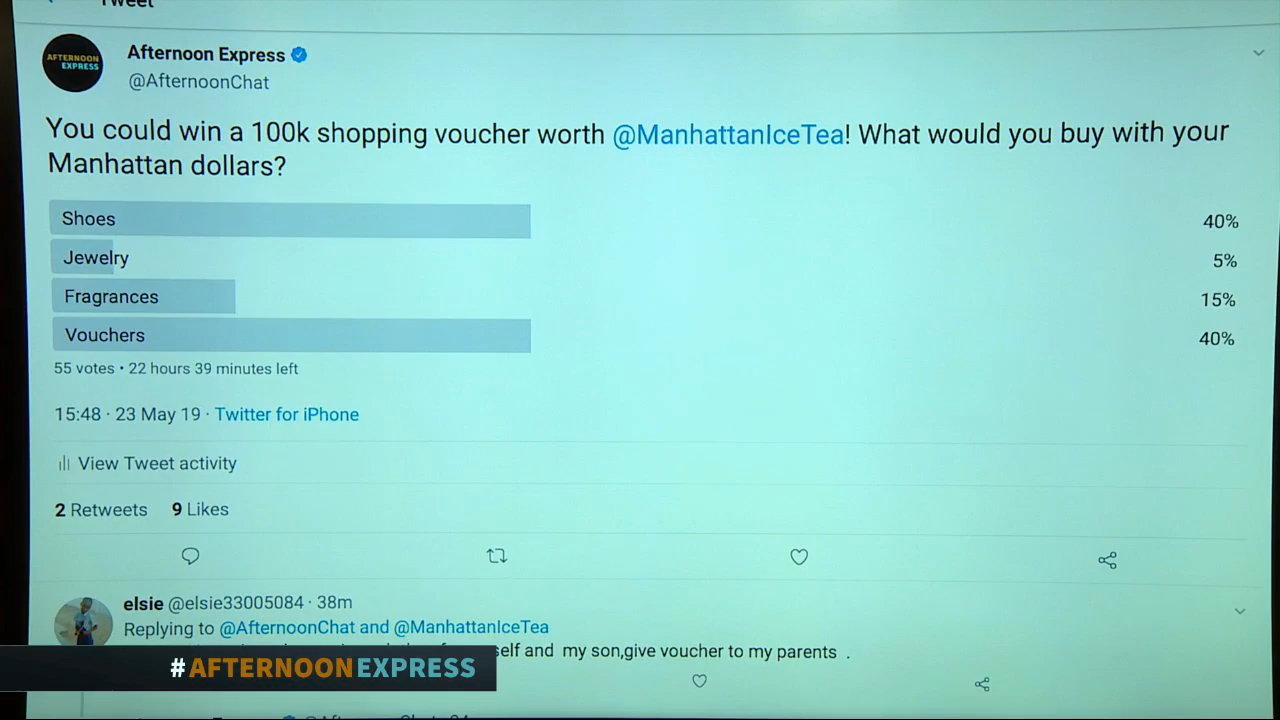 Tweet
AFTERNOON
EXPRESS
Afternoon Express
@AfternoonChat
You could win a 100k shopping voucher worth @ManhattanIceTea! What would you buy with your
Manhattan dollars?
Shoes 40%
Jewelry 5%
Fragrances 15%
Vouchers 40%
55 votes • 22 hours 39 minutes left
15:48 · 23 May 19 · Twitter for iPhone
View Tweet activity
2 Retweets 9 Likes
elsie @elsie33005084 · 38m
Replying to @AfternoonChat and @ManhattanIceTea
and my son,give voucher to my parents .
#AFTERNOONEXPRESS